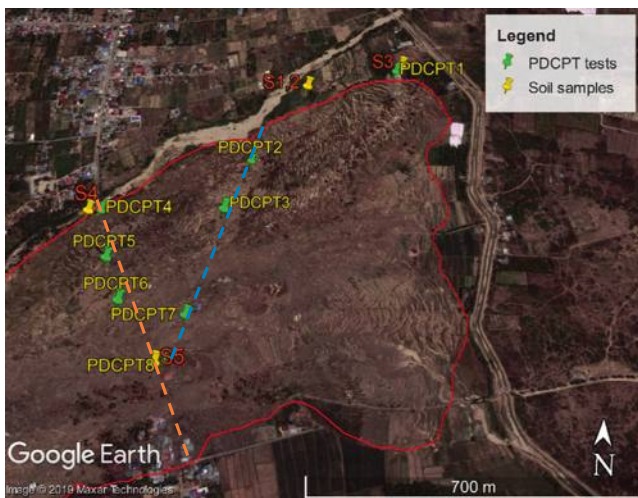 Legend
PDCPT tests
Soil samples
S3
PDCPT1
S1,2
PDCPT2
S4
PDCPT4
PDCPT3
PDCPT5
PDCPT6
PDCPT7
PDCPT8
S5
N
Google Earth
Image © 2019 Maxar Technologies
700 m